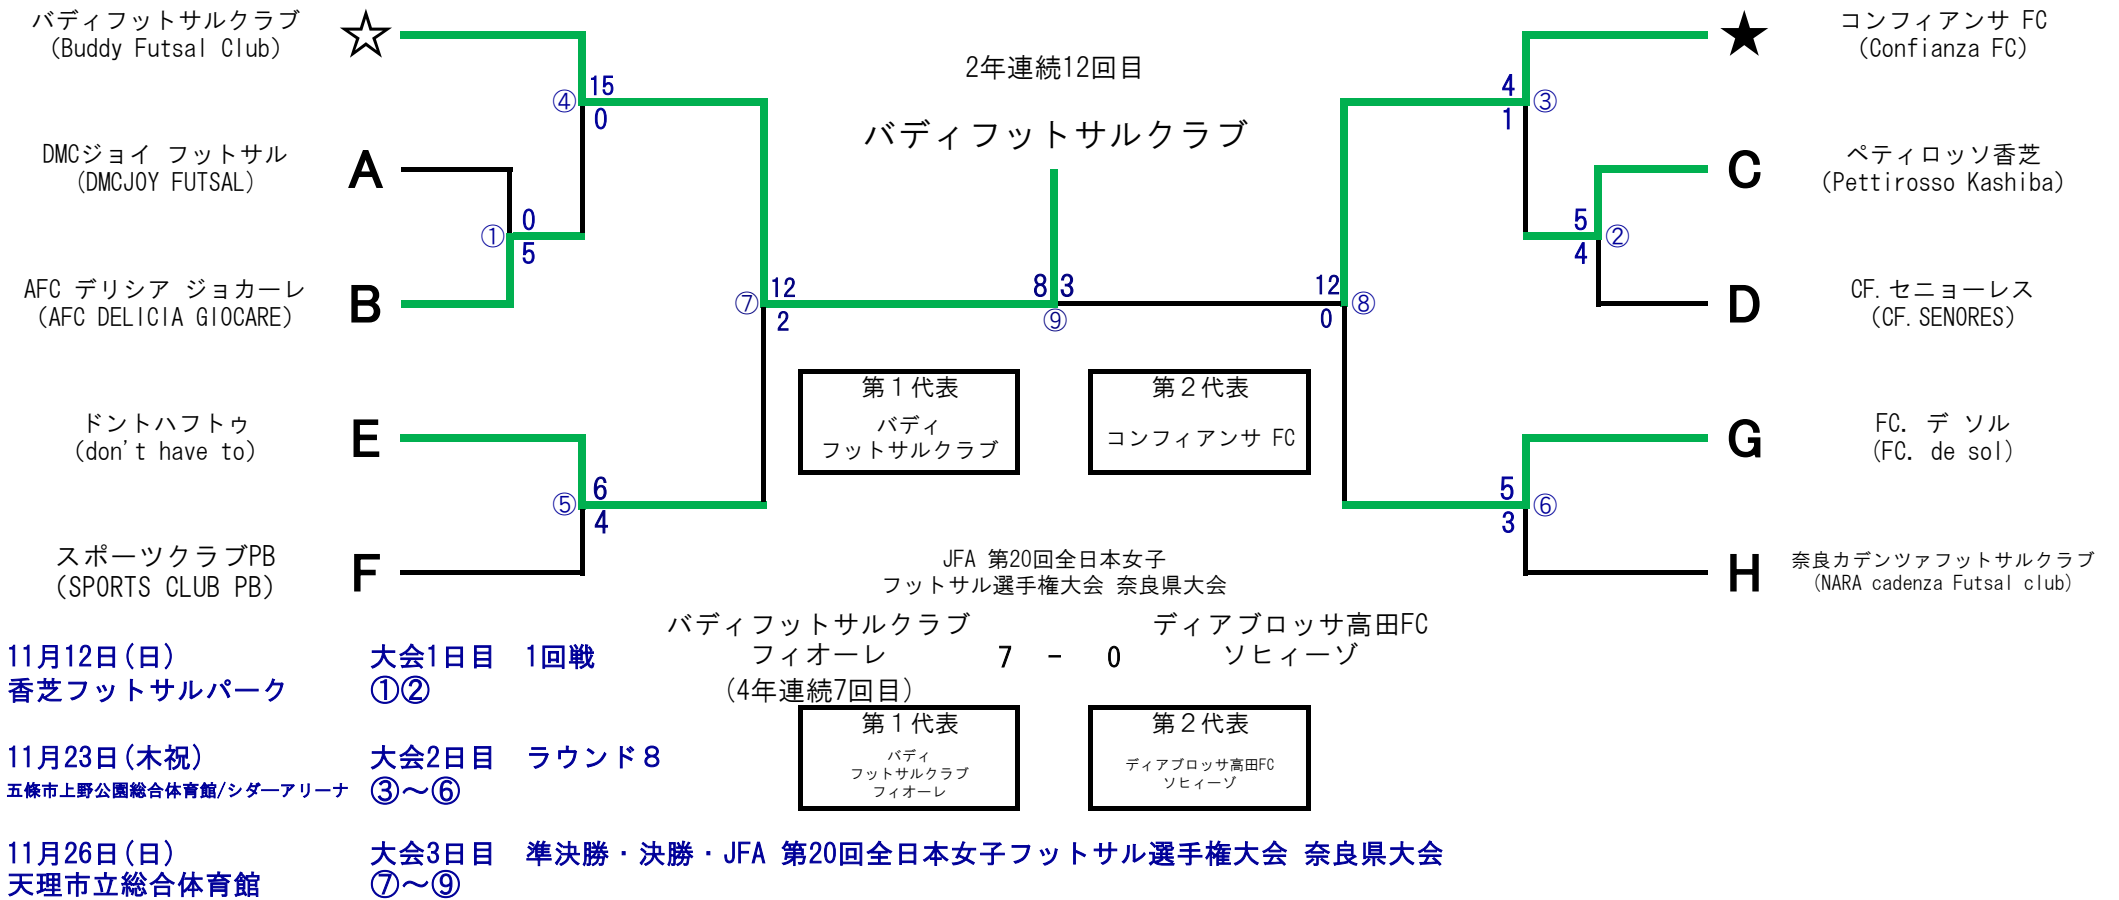 バディフットサルクラブ
(Buddy Futsal Club)
☆
DMCジョイ フットサル
(DMCJOY FUTSAL)
A
AFC デリシア ジョカーレ
(AFC DELICIA GIOCARE)
B
ドントハフトゥ
(don't have to)
E
スポーツクラブPB
(SPORTS CLUB PB)
F
④
15
0
①
0
5
⑤
6
4
⑦
12
2
2年連続12回目
バディフットサルクラブ
8 3
⑨
第１代表
バディ
フットサルクラブ
第２代表
コンフィアンサ FC
12
0
⑧
4
1
③
5
4
②
5
3
⑥
★
コンフィアンサ FC
(Confianza FC)
C
ペティロッソ香芝
(Pettirosso Kashiba)
D
CF.セニョーレス
(CF.SENORES)
G
FC. デ ソル
(FC. de sol)
H
奈良カデンツァフットサルクラブ
(NARA cadenza Futsal club)
JFA 第20回全日本女子
フットサル選手権大会 奈良県大会
バディフットサルクラブ
フィオーレ
(4年連続7回目)
7 - 0
ディアブロッサ高田FC
ソヒィーゾ
第１代表
バディ
フットサルクラブ
フィオーレ
第２代表
ディアブロッサ高田FC
ソヒィーゾ
11月12日(日) 大会1日目 1回戦
香芝フットサルパーク ①②
11月23日(木祝) 大会2日目 ラウンド８
五條市上野公園総合体育館/シダーアリーナ ③～⑥
11月26日(日) 大会3日目 準決勝・決勝・JFA 第20回全日本女子フットサル選手権大会 奈良県大会
天理市立総合体育館 ⑦～⑨